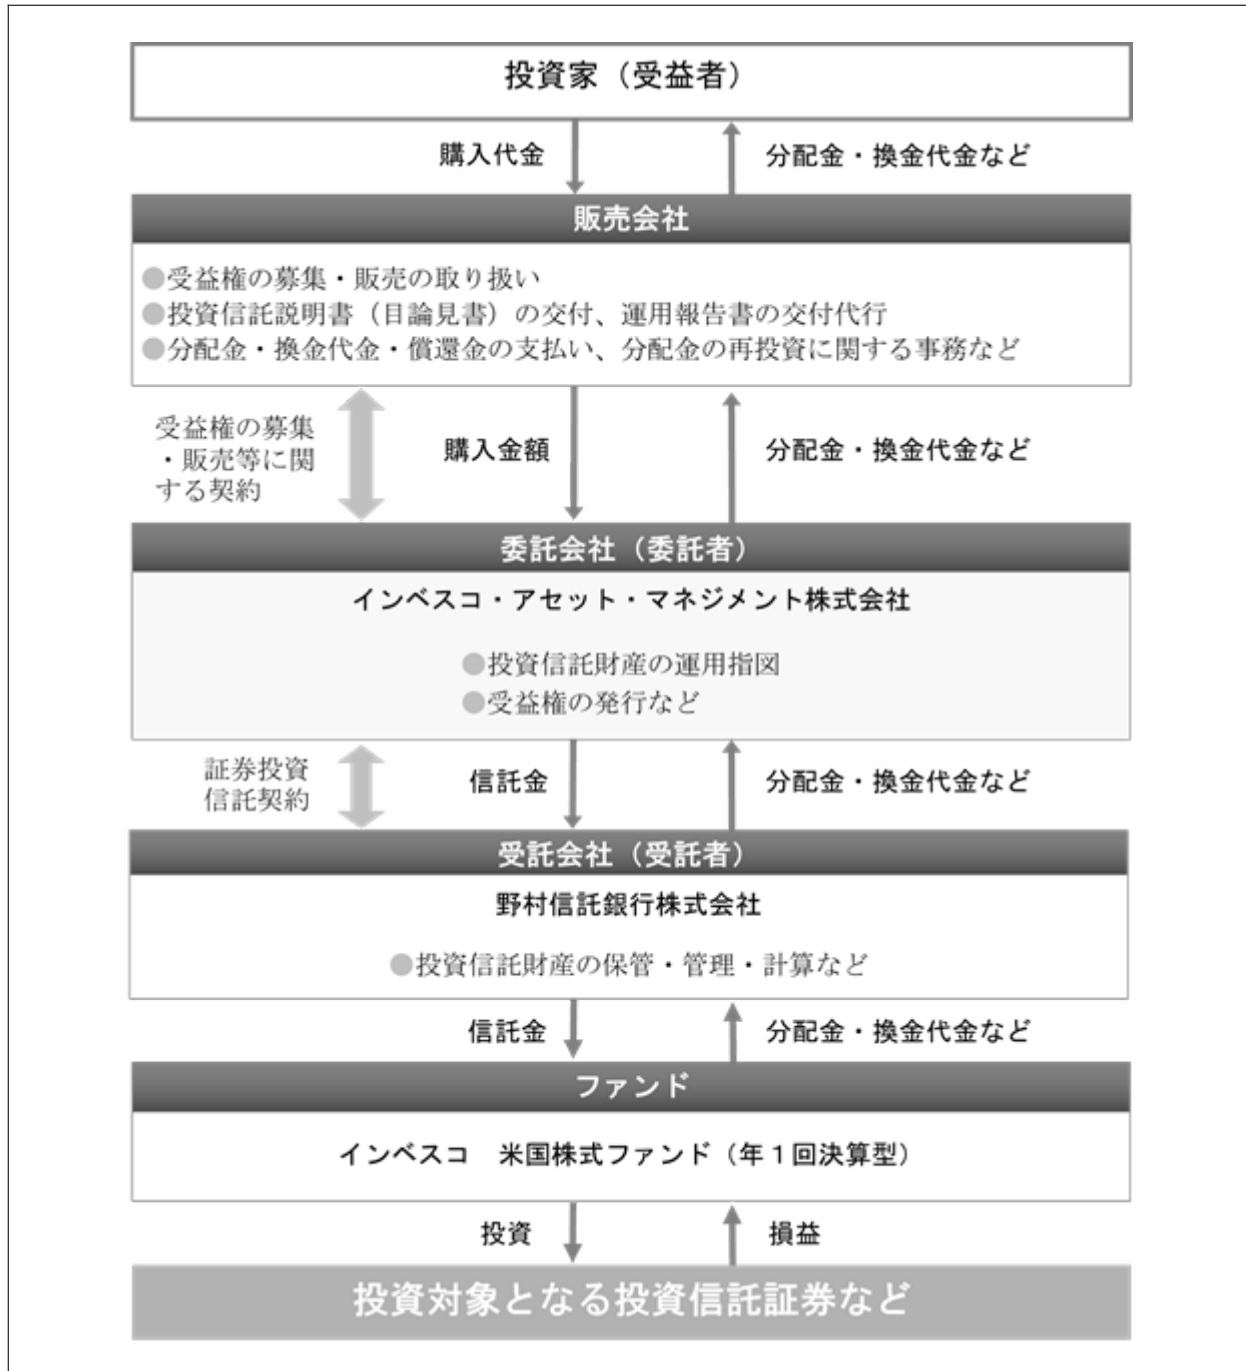 投資家（受益者）
購入代金
分配金・換金代金など
販売会社
●受益権の募集・販売の取り扱い
●投資信託説明書（目論見書）の交付、運用報告書の交付代行
●分配金・換金代金・償還金の支払い、分配金の再投資に関する事務など
受益権の募集
・販売等に関
する契約
購入金額
分配金・換金代金など
委託会社（委託者）
インベスコ・アセット・マネジメント株式会社
●投資信託財産の運用指図
●受益権の発行など
証券投資
信託契約
信託金
分配金・換金代金など
受託会社（受託者）
野村信託銀行株式会社
●投資信託財産の保管・管理・計算など
信託金
分配金・換金代金など
ファンド
インベスコ　米国株式ファンド（年１回決算型）
投資
損益
投資対象となる投資信託証券など